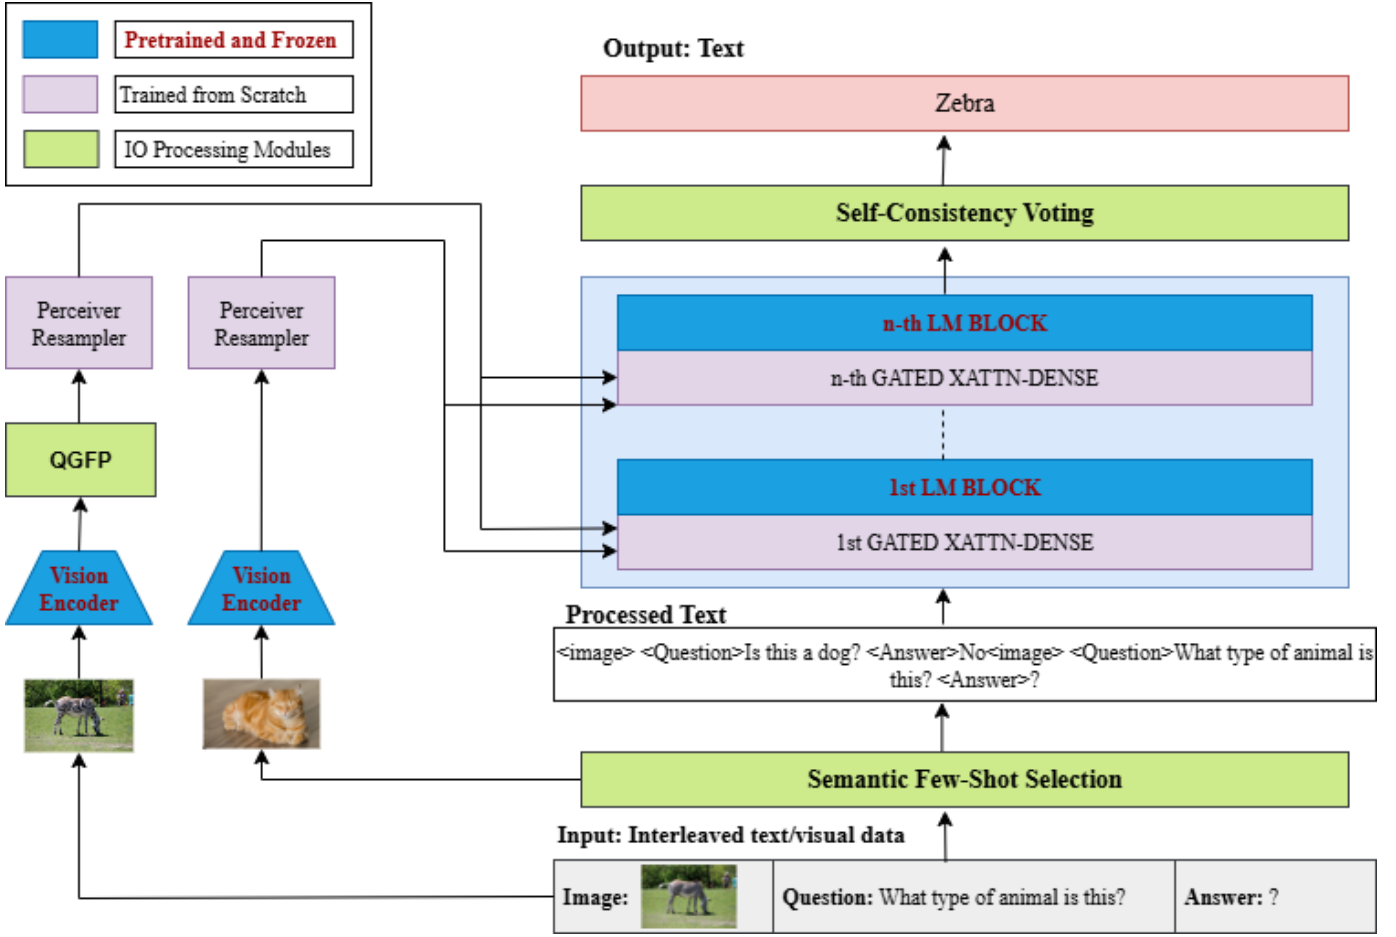 Pretrained and Frozen
Trained from Scratch
IO Processing Modules
Output: Text
Zebra
Self-Consistency Voting
Perceiver
Resampler
Perceiver
Resampler
n-th LM BLOCK
n-th GATED XATTN-DENSE
QGFP
1st LM BLOCK
1st GATED XATTN-DENSE
Vision
Encoder
Vision
Encoder
Processed Text
<image> <Question>Is this a dog? <Answer>No<image> <Question>What type of animal is
this? <Answer>?
Semantic Few-Shot Selection
Input: Interleaved text/visual data
Image:
Question: What type of animal is this?
Answer: ?